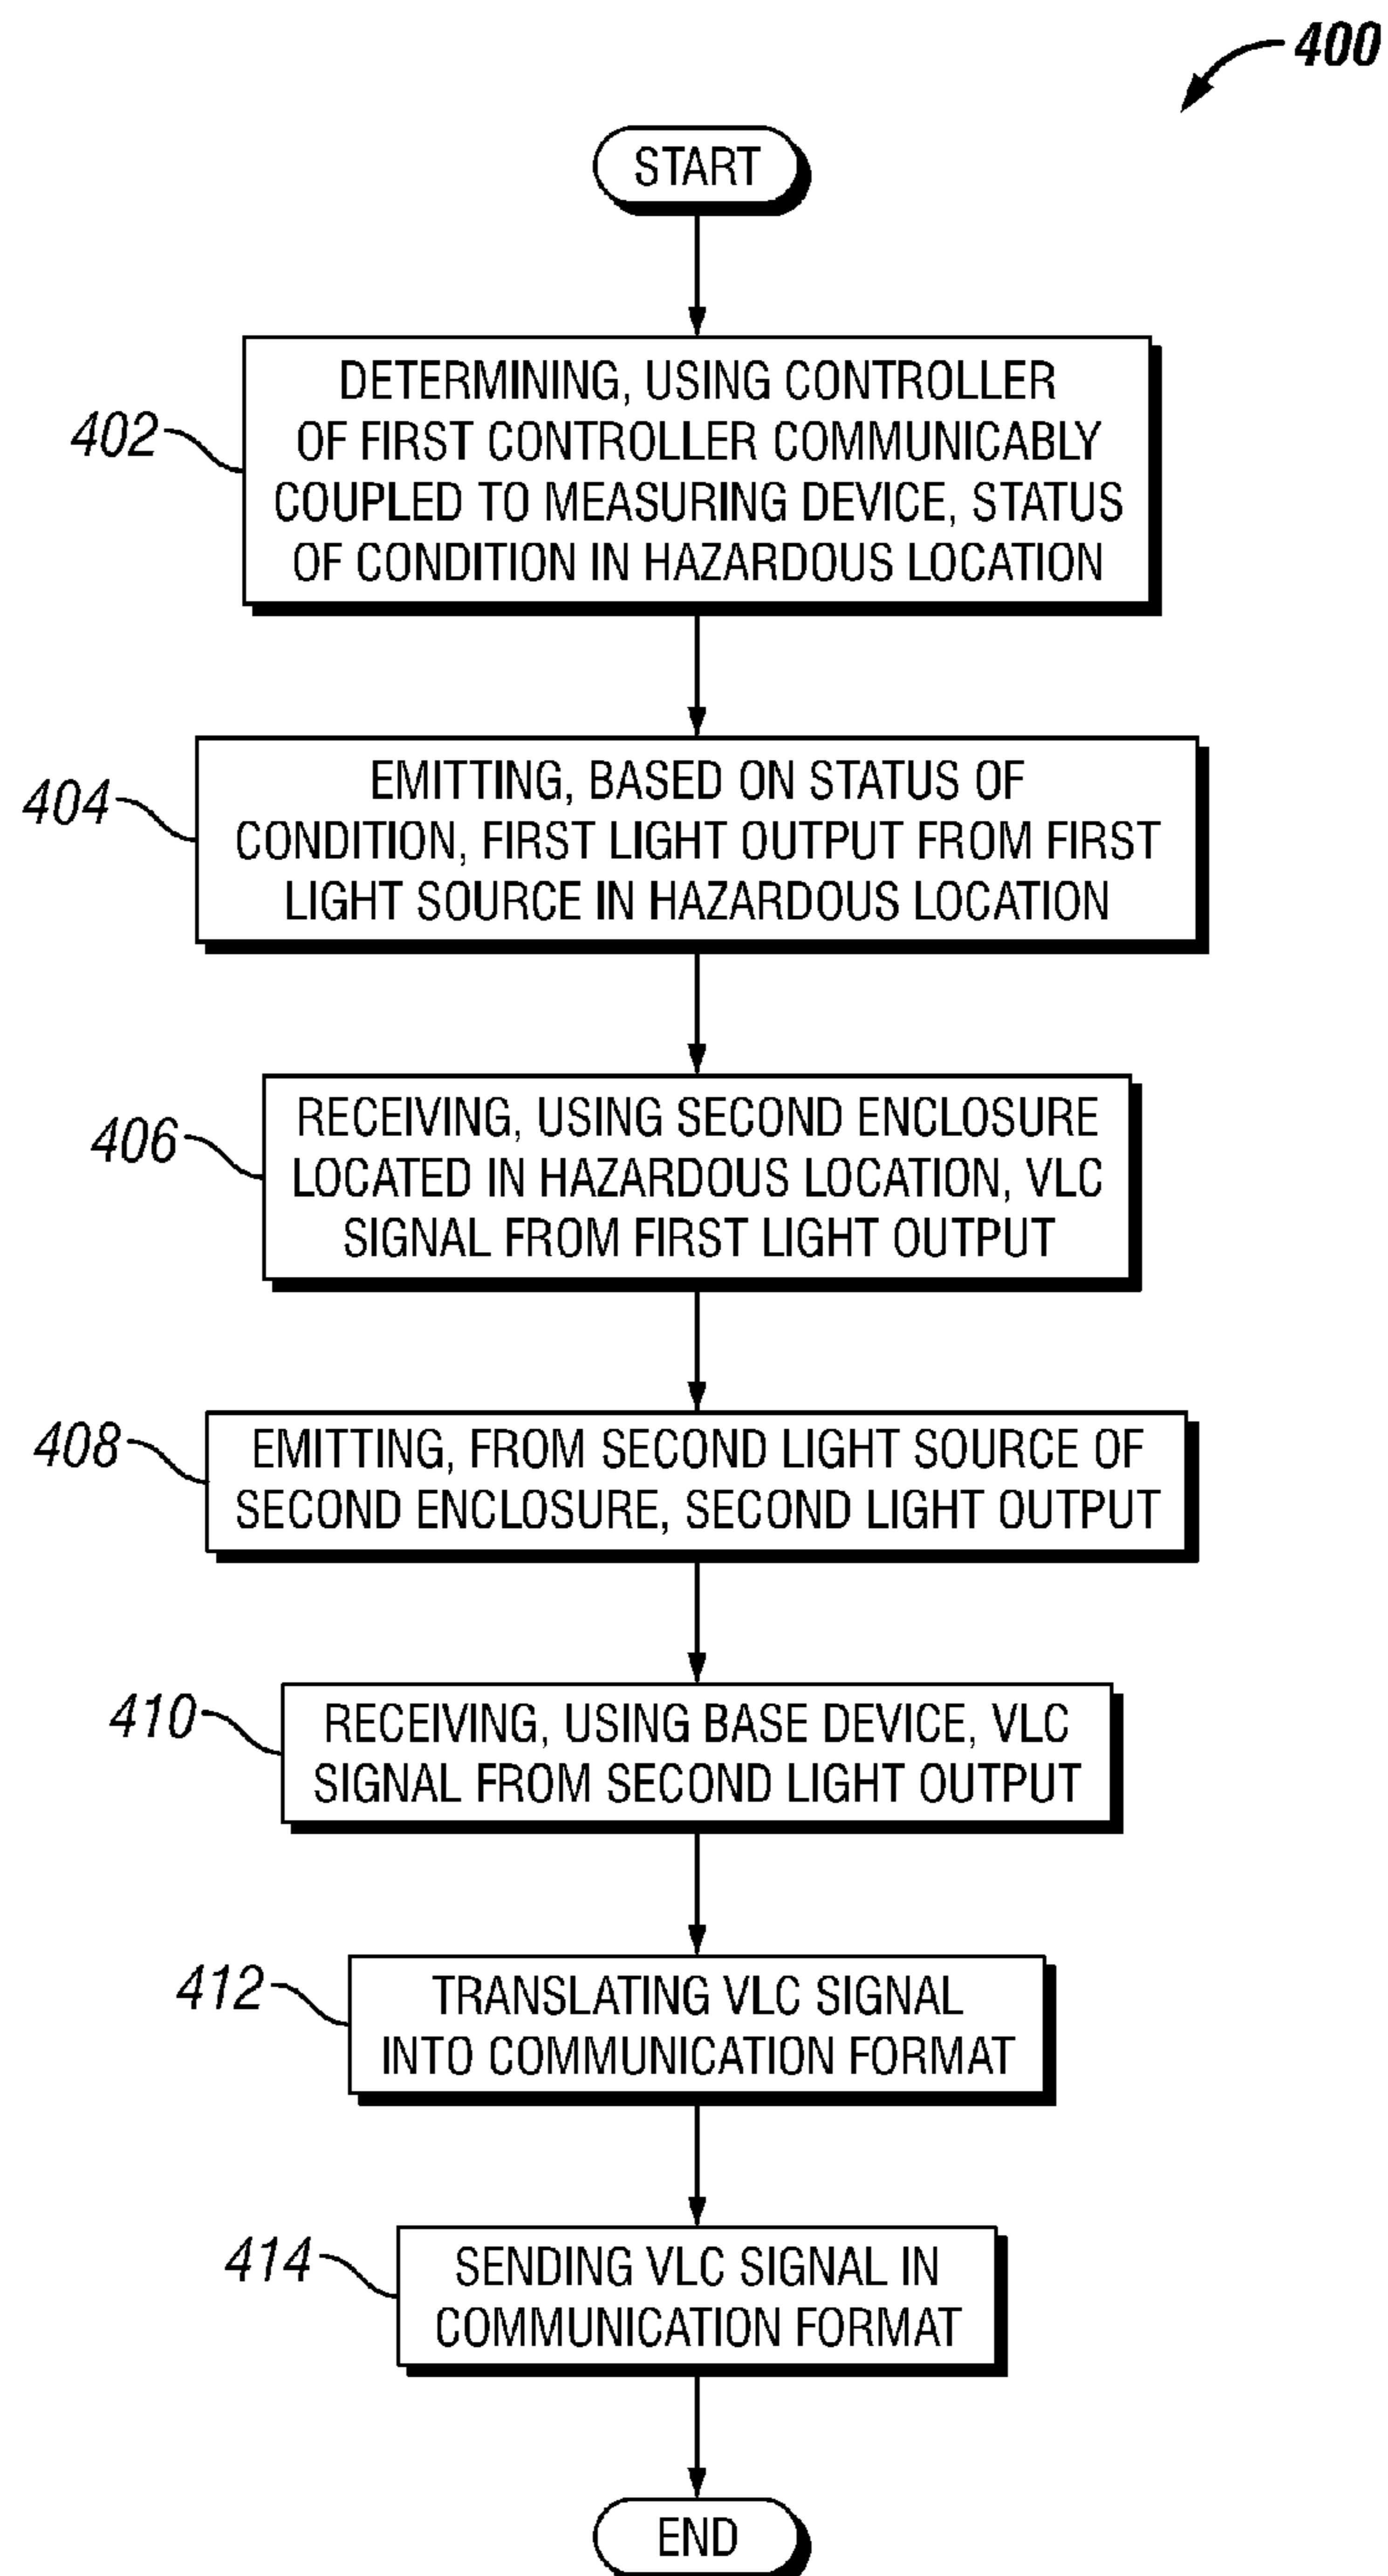 400
START
402
DETERMINING, USING CONTROLLER
OF FIRST CONTROLLER COMMUNICABLY
COUPLED TO MEASURING DEVICE, STATUS
OF CONDITION IN HAZARDOUS LOCATION
404
EMITTING, BASED ON STATUS OF
CONDITION, FIRST LIGHT OUTPUT FROM FIRST
LIGHT SOURCE IN HAZARDOUS LOCATION
406
RECEIVING, USING SECOND ENCLOSURE
LOCATED IN HAZARDOUS LOCATION, VLC
SIGNAL FROM FIRST LIGHT OUTPUT
408
EMITTING, FROM SECOND LIGHT SOURCE OF
SECOND ENCLOSURE, SECOND LIGHT OUTPUT
410
RECEIVING, USING BASE DEVICE, VLC
SIGNAL FROM SECOND LIGHT OUTPUT
412
TRANSLATING VLC SIGNAL
INTO COMMUNICATION FORMAT
414
SENDING VLC SIGNAL IN
COMMUNICATION FORMAT
END